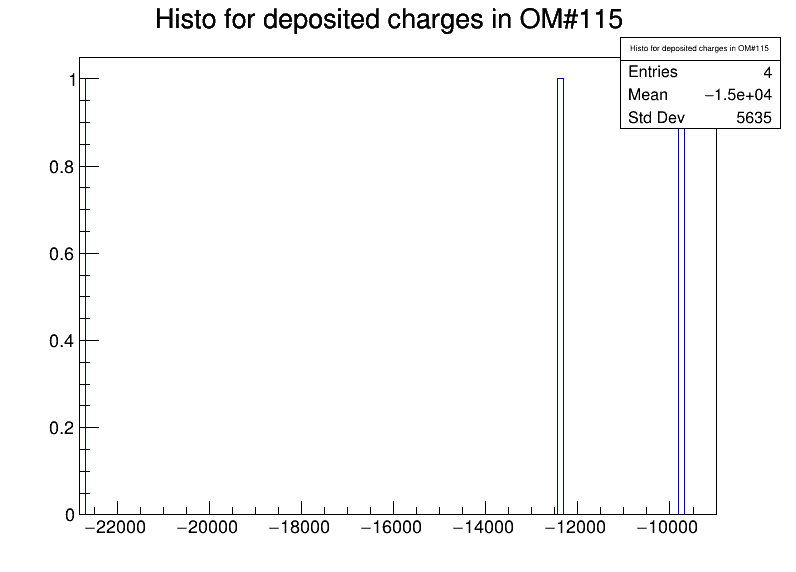 Histo for deposited charges in OM#115
Histo for deposited charges in OM#115
Entries 4
Mean −1.5e+04
Std Dev 5635
1
0.8
0.6
0.4
0.2
0
−22000 −20000 −18000 −16000 −14000 −12000 −10000